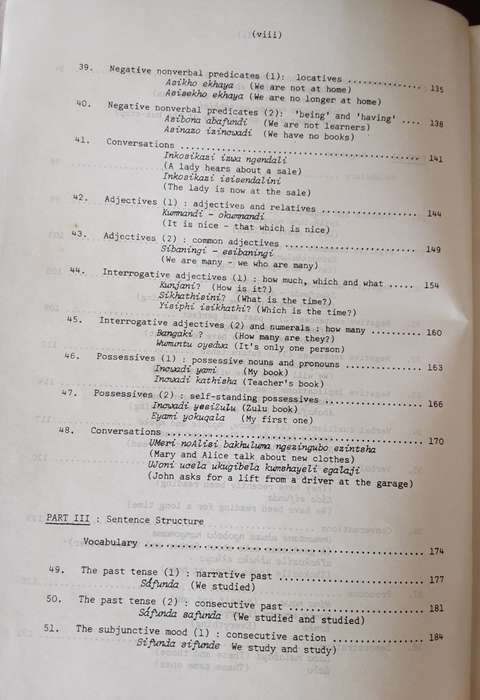 (viii)
39. Negative nonverbal predicates (1): locatives .............. 135
Asikho ekhaya (We are not at home)
Asisekho ekhaya (We are no longer at home)
40. Negative nonverbal predicates (2): 'being' and 'having' .... 138
Asibona abafundi (We are not learners)
Asinazo izincwadi (We have no books)
41. Conversations ............................................. 141
Inkosikazi izwa ngendali
(A lady hears about a sale)
Inkosikazi isisendalini
(The lady is now at the sale)
42. Adjectives (1) : adjectives and relatives ................. 144
Kumnandi - okumnandi
(It is nice - that which is nice)
43. Adjectives (2) : common adjectives ........................ 149
Sibaningi - esibaningi
(We are many - we who are many)
44. Interrogative adjectives (1) : how much, which and what ..... 154
Kunjani? (How is it?)
Sikhathisini? (What is the time?)
Yisiphi isikhathi? (Which is the time?)
45. Interrogative adjectives (2) and numerals : how many .......... 160
Bangaki ? (How many are they?)
Wumuntu oyedwa (It's only one person)
46. Possessives (1) : possessive nouns and pronouns ............... 163
Incwadi yami (My book)
Incwadi kathisha (Teacher's book)
47. Possessives (2) : self-standing possessives ................... 166
Incwadi yesiZulu (Zulu book)
Eyami yokuqala (My first one)
48. Conversations ................................................. 170
UMeri noAlisi bakhuluma ngezingubo ezintsha
(Mary and Alice talk about new clothes)
UJoni ucela ukugibela kumshayeli egalaji
(John asks for a lift from a driver at the garage)
PART III : Sentence Structure
Vocabulary .................................................... 174
49. The past tense (1) : narrative past ........................... 177
Sáfunda (We studied)
50. The past tense (2) : consecutive past ......................... 181
Sáfunda safunda (We studied and studied)
51. The subjunctive mood (1) : consecutive action ................. 184
Sifunda sifunde We study and study)